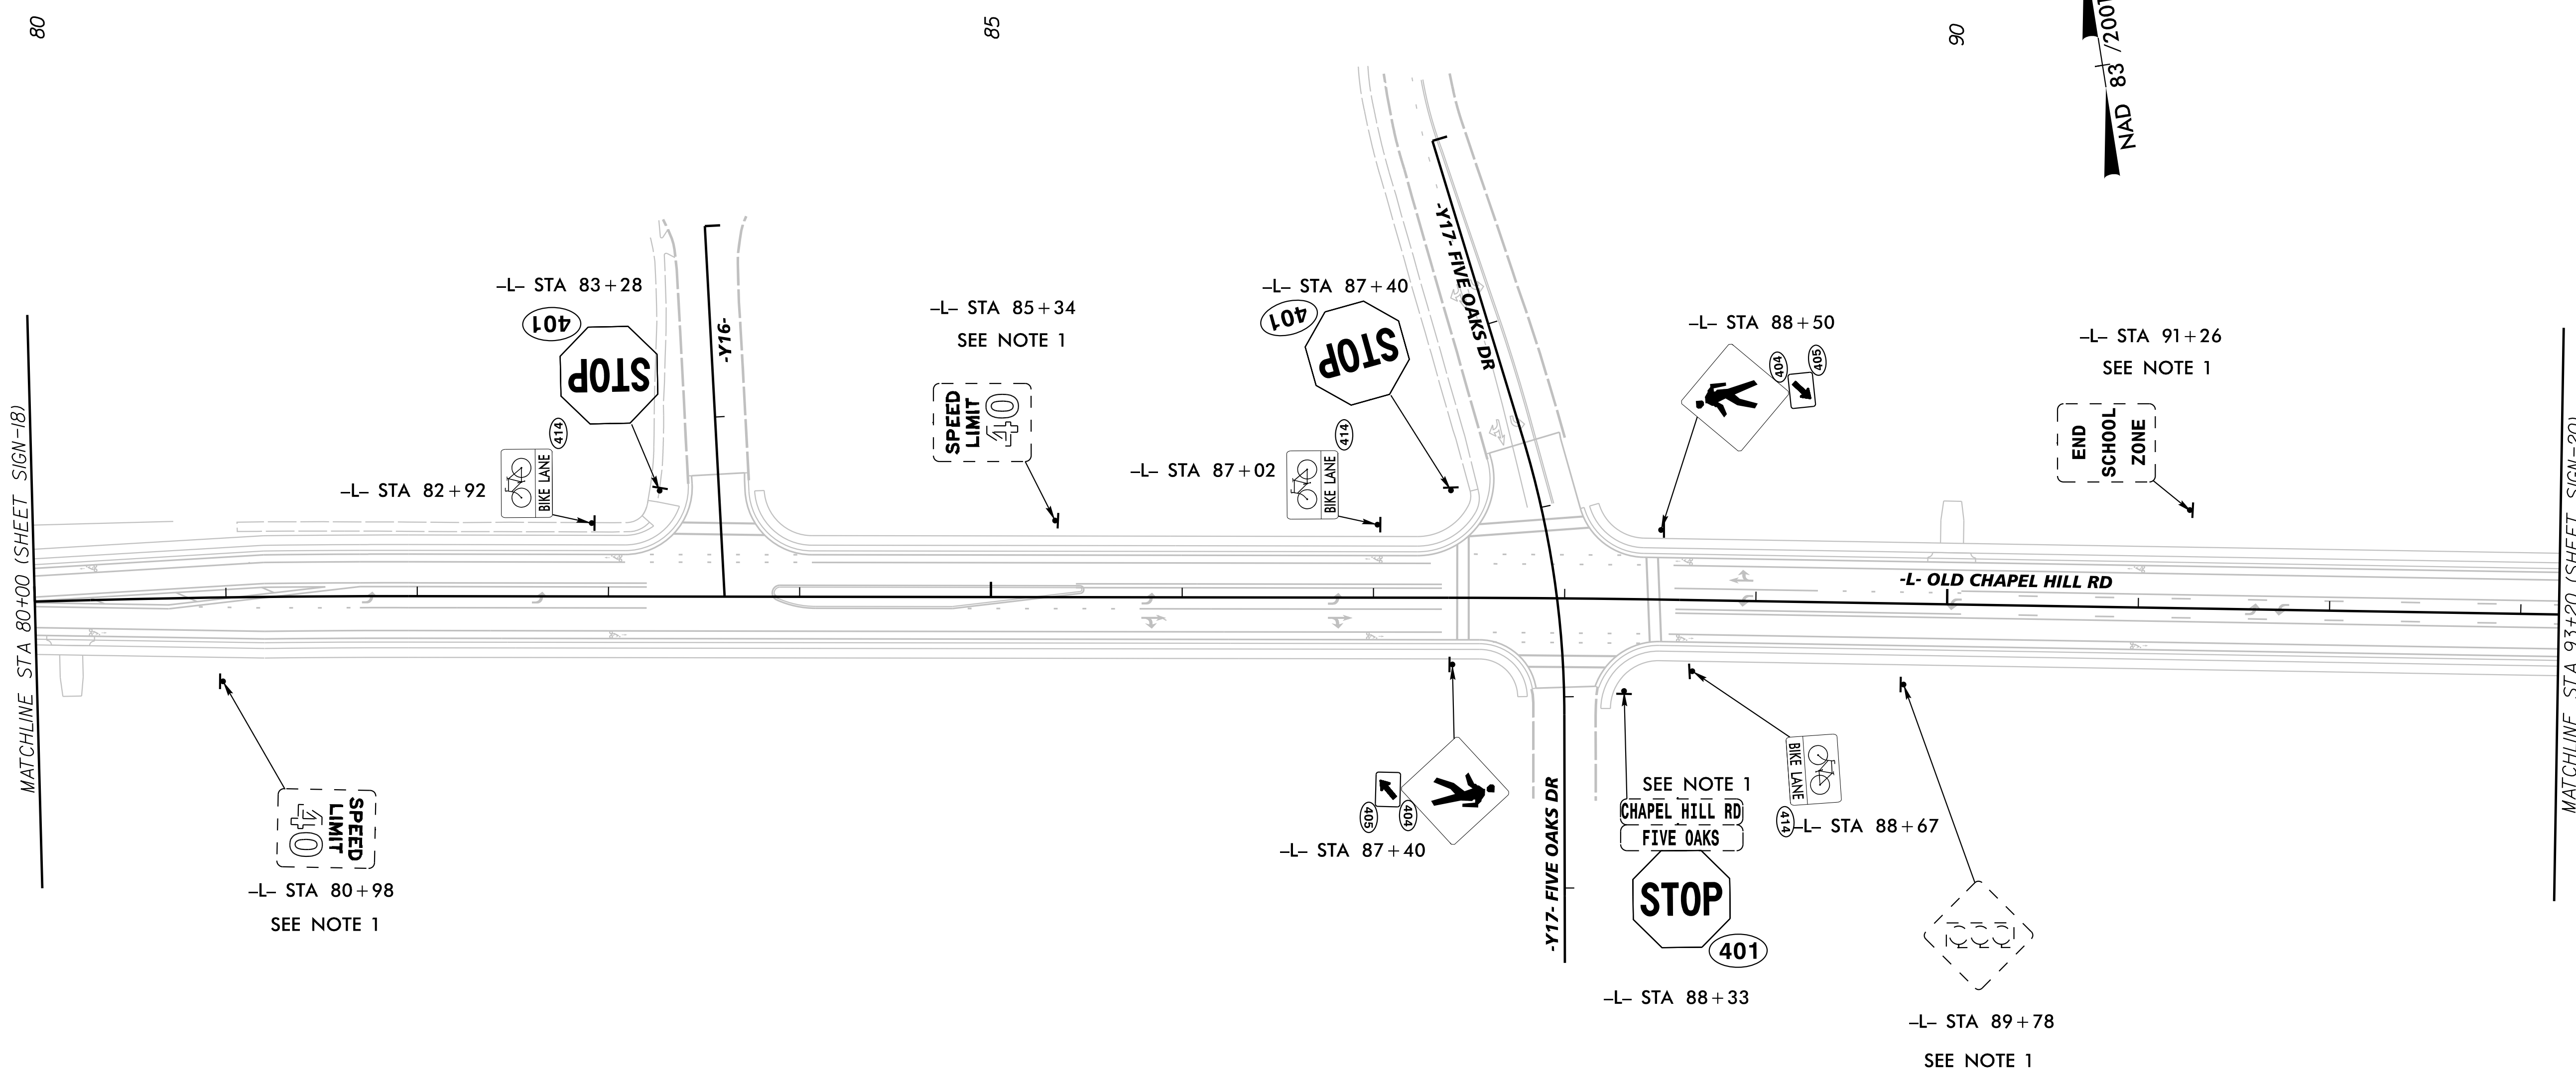 80
85
90
NAD 83 /2001
MATCHLINE STA 80+00 (SHEET SIGN-18)
-L- STA 83+28
401
STOP
-L- STA 82+92
BIKE LANE
414
-Y16-
-L- STA 85+34
SEE NOTE 1
SPEED
LIMIT
40
-L- STA 87+40
401
STOP
-L- STA 87+02
BIKE LANE
414
-Y17- FIVE OAKS DR
-L- STA 88+50
404
405
-L- STA 91+26
SEE NOTE 1
END
SCHOOL
ZONE
-L- OLD CHAPEL HILL RD
MATCHLINE STA 93+20 (SHEET SIGN-20)
SPEED
LIMIT
40
-L- STA 80+98
SEE NOTE 1
405
404
-L- STA 87+40
-Y17- FIVE OAKS DR
SEE NOTE 1
CHAPEL HILL RD
FIVE OAKS
STOP
401
-L- STA 88+33
BIKE LANE
414
-L- STA 88+67
-L- STA 89+78
SEE NOTE 1